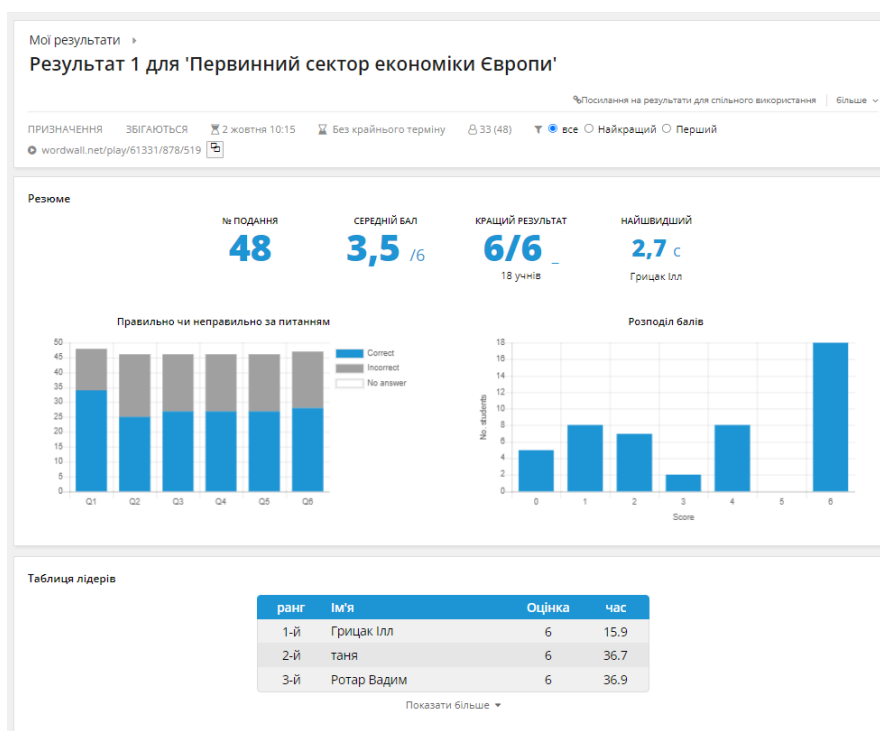 Мої результати
Результат 1 для 'Первинний сектор економіки Європи'
Посилання на результати для спільного використання більше
ПРИЗНАЧЕННЯ ЗБІГАЮТЬСЯ 2 жовтня 10:15 Без крайнього терміну 33 (48) все Найкращий Перший
wordwall.net/play/61331/878/519
Резюме
№ ПОДАННЯ СЕРЕДНІЙ БАЛ КРАЩИЙ РЕЗУЛЬТАТ НАЙШВИДШИЙ
48 3,5 /6 6/6 _ 2,7 с
18 учнів Грицак Ілл
Правильно чи неправильно за питанням
50
45
40
35
30
25
20
15
10
5
0
Q1 Q2 Q3 Q4 Q5 Q6
Correct
Incorrect
No answer
Розподіл балів
18
16
14
12
10
8
6
4
2
0
No. students
0 1 2 3 4 5 6
Score
Таблиця лідерів
ранг Ім'я Оцінка час
1-й Грицак Ілл 6 15.9
2-й таня 6 36.7
3-й Ротар Вадим 6 36.9
Показати більше